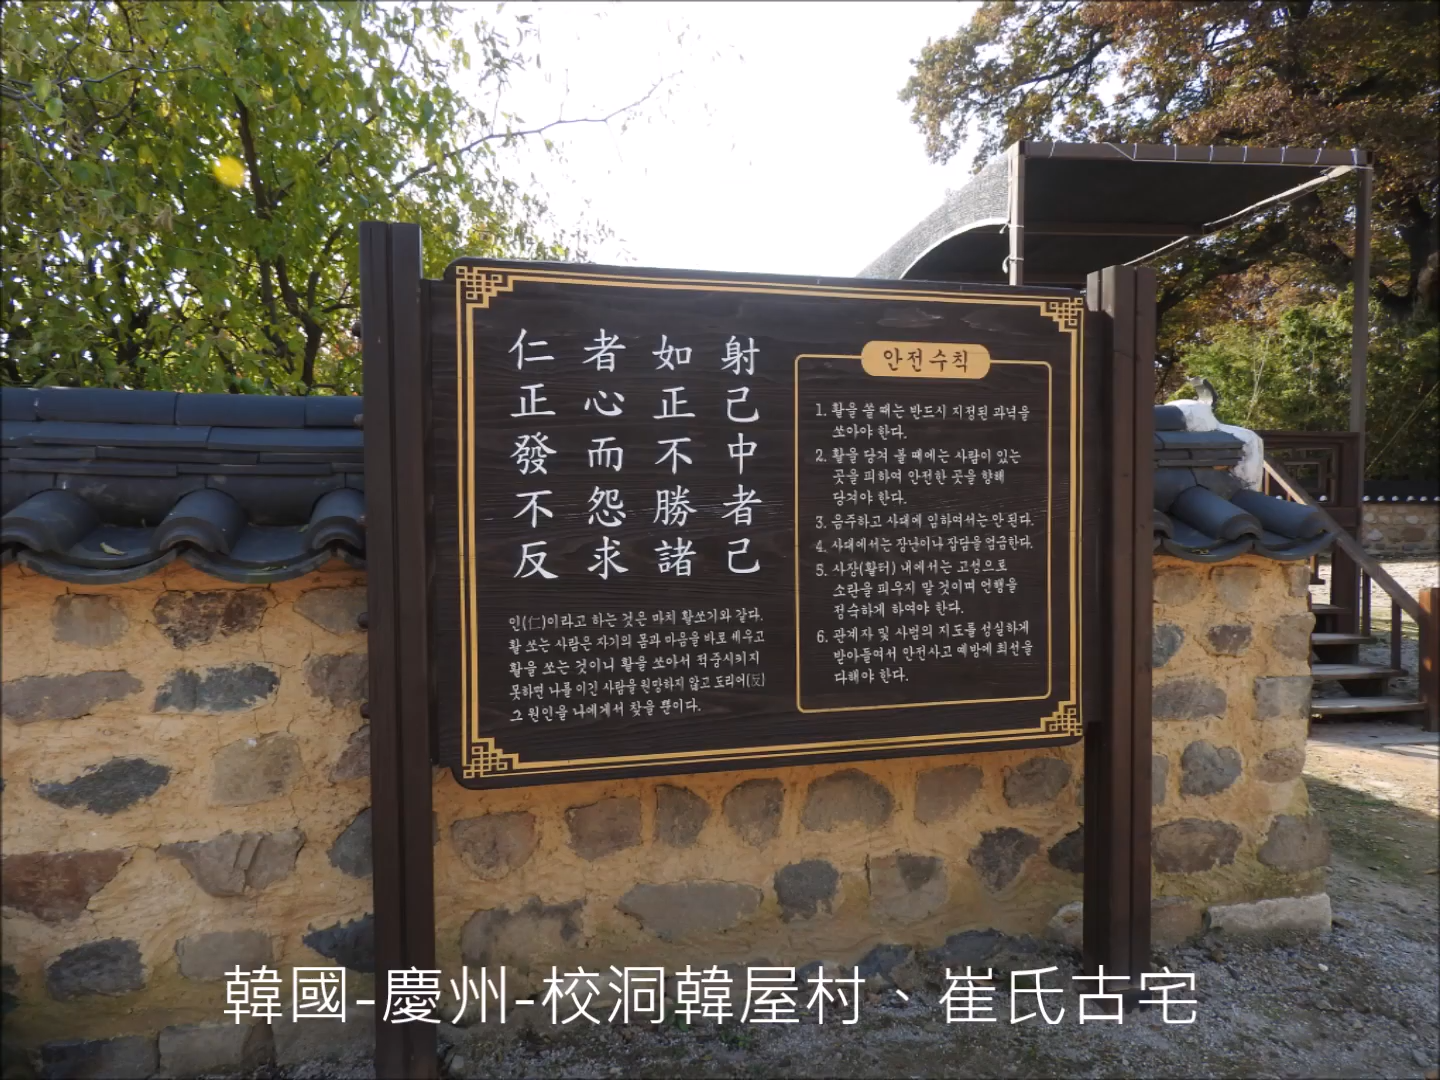 仁者如射
正心正己
發而不中
不怨勝者
反求諸己
인(仁)이라고 하는 것은 마치 활쏘기와 같다.
활 쏘는 사람은 자기의 몸과 마음을 바로 세우고
활을 쏘는 것이니 활을 쏘아서 적중시키지
못하면 나를 이긴 사람을 원망하지 않고 도리어(反)
그 원인을 나에게서 찾을 뿐이다.
안전수칙
1. 활을 쏠 때는 반드시 지정된 과녁을
쏘아야 한다.
2. 활을 당겨 볼 때에는 사람이 있는
곳을 피하여 안전한 곳을 향해
당겨야 한다.
3. 음주하고 사대에 임하여서는 안 된다.
4. 사대에서는 장난이나 잡담을 엄금한다.
5. 사장(활터) 내에서는 고성으로
소란을 피우지 말 것이며 언행을
정숙하게 하여야 한다.
6. 관계자 및 사범의 지도를 성실하게
받아들여서 안전사고 예방에 최선을
다해야 한다.
韓國-慶州-校洞韓屋村、崔氏古宅